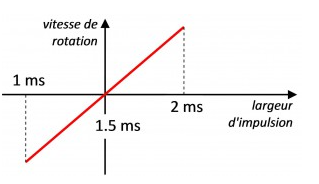 vitesse de
rotation
1 ms
2 ms
largeur
d'impulsion
1.5 ms